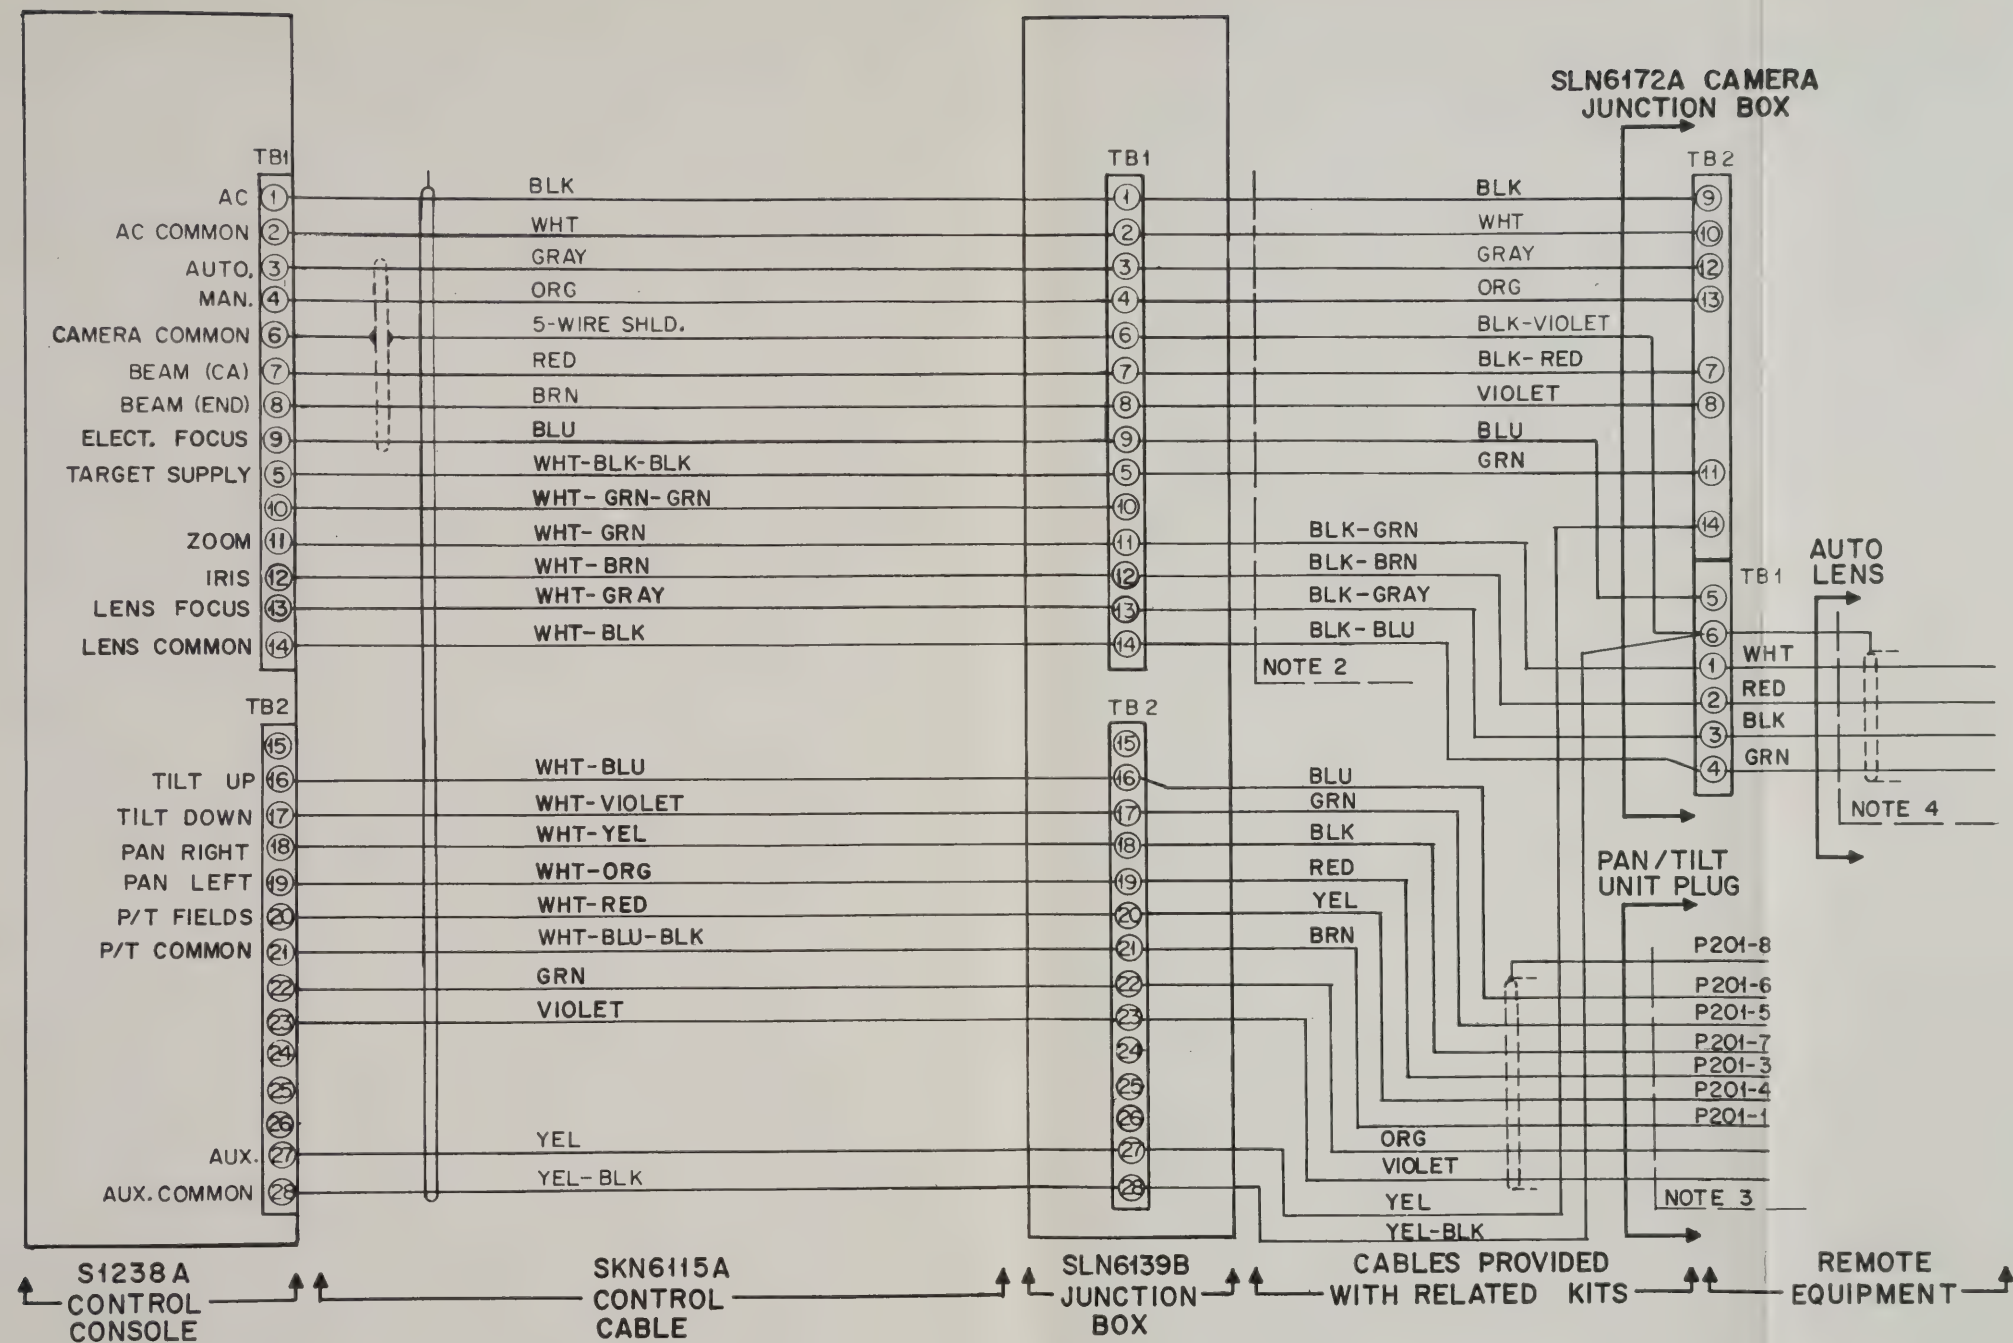 SLN6172A CAMERA
JUNCTION BOX
TB1
TB1
TB2
AC 1 BLK 1 BLK 9
AC COMMON 2 WHT 2 WHT 10
AUTO. 3 GRAY 3 GRAY 12
MAN. 4 ORG 4 ORG 13
CAMERA COMMON 6 5-WIRE SHLD. 6 BLK-VIOLET
BEAM (CA) 7 RED 7 BLK-RED 7
BEAM (END) 8 BRN 8 VIOLET 8
ELECT. FOCUS 9 BLU 9 BLU
TARGET SUPPLY 5 WHT-BLK-BLK 5 GRN 11
10 WHT-GRN-GRN 10
14
ZOOM 11 WHT-GRN 11 BLK-GRN
IRIS 12 WHT-BRN 12 BLK-BRN
LENS FOCUS 13 WHT-GRAY 13 BLK-GRAY
LENS COMMON 14 WHT-BLK 14 BLK-BLU
NOTE 2
AUTO
LENS
TB1
5
6
1 WHT
2 RED
3 BLK
4 GRN
NOTE 4
TB2
TB2
15 15
TILT UP 16 WHT-BLU 16 BLU
TILT DOWN 17 WHT-VIOLET 17 GRN
PAN RIGHT 18 WHT-YEL 18 BLK
PAN LEFT 19 WHT-ORG 19 RED
P/T FIELDS 20 WHT-RED 20 YEL
P/T COMMON 21 WHT-BLU-BLK 21 BRN
22 GRN 22
23 VIOLET 23
24 24
25 25
26 26
AUX. 27 YEL 27
AUX. COMMON 28 YEL-BLK 28
PAN/TILT
UNIT PLUG
P201-8
P201-6
P201-5
P201-7
P201-3
P201-4
P201-1
ORG
VIOLET
YEL
YEL-BLK
NOTE 3
S1238A
CONTROL
CONSOLE
SKN6115A
CONTROL
CABLE
SLN6139B
JUNCTION
BOX
CABLES PROVIDED
WITH RELATED KITS
REMOTE
EQUIPMENT